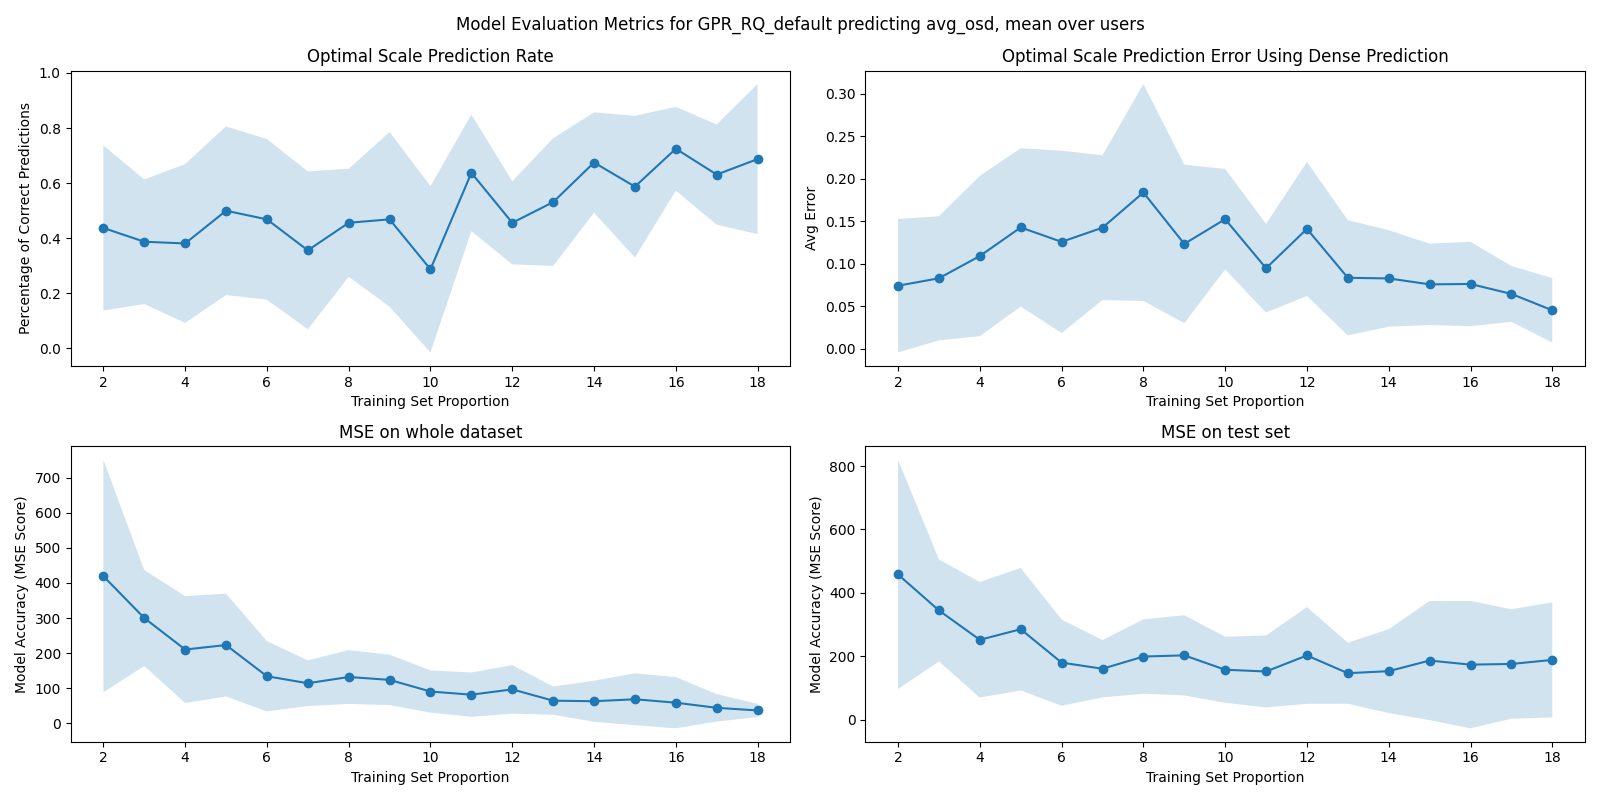 Model Evaluation Metrics for GPR_RQ_default predicting avg_osd, mean over users
Optimal Scale Prediction Rate
Percentage of Correct Predictions
1.0
0.8
0.6
0.4
0.2
0.0
2 4 6 8 10 12 14 16 18
Training Set Proportion
Optimal Scale Prediction Error Using Dense Prediction
Avg Error
0.30
0.25
0.20
0.15
0.10
0.05
0.00
2 4 6 8 10 12 14 16 18
Training Set Proportion
MSE on whole dataset
Model Accuracy (MSE Score)
700
600
500
400
300
200
100
0
2 4 6 8 10 12 14 16 18
Training Set Proportion
MSE on test set
Model Accuracy (MSE Score)
800
600
400
200
0
2 4 6 8 10 12 14 16 18
Training Set Proportion